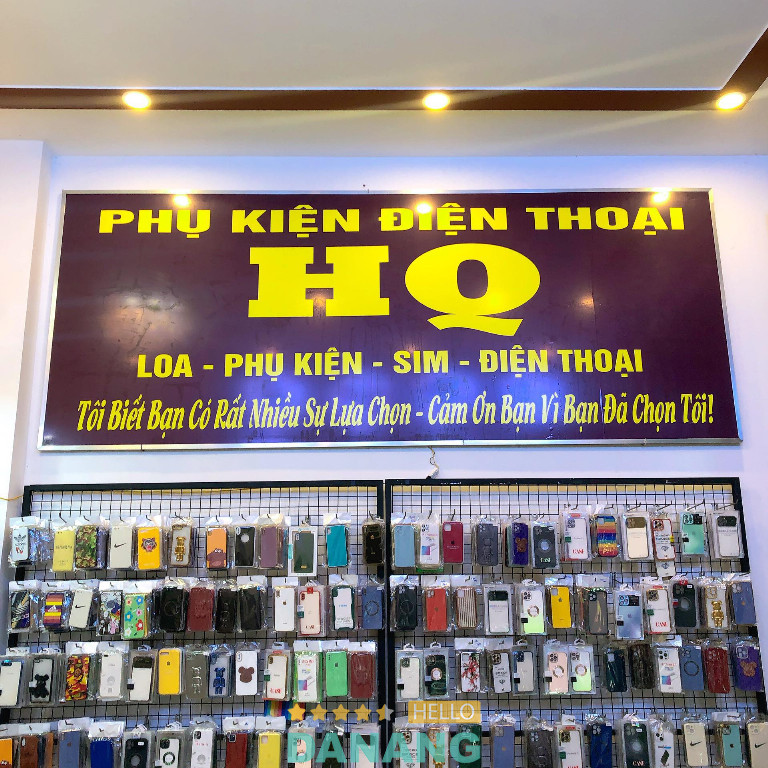 PHỤ KIỆN ĐIỆN THOẠI
HQ
LOA - PHỤ KIỆN - SIM - ĐIỆN THOẠI
Tôi Biết Bạn Có Rất Nhiều Sự Lựa Chọn - Cảm Ơn Bạn Vì Bạn Đã Chọn Tôi!
HELLO
DANANG